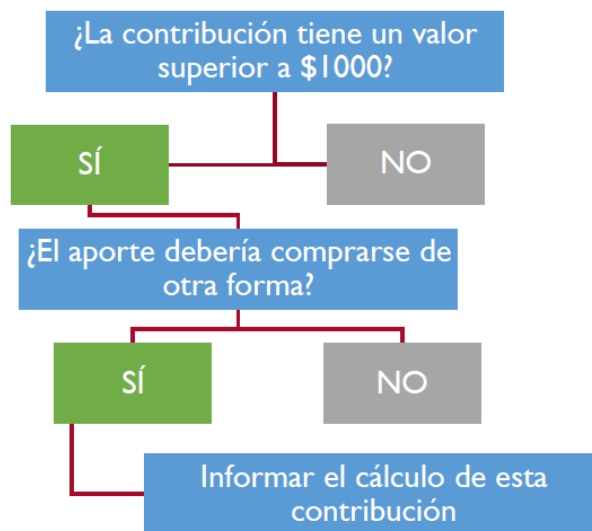 ¿La contribución tiene un valor
superior a $1000?
SÍ
NO
¿El aporte debería comprarse de
otra forma?
SÍ
NO
Informar el cálculo de esta
contribución